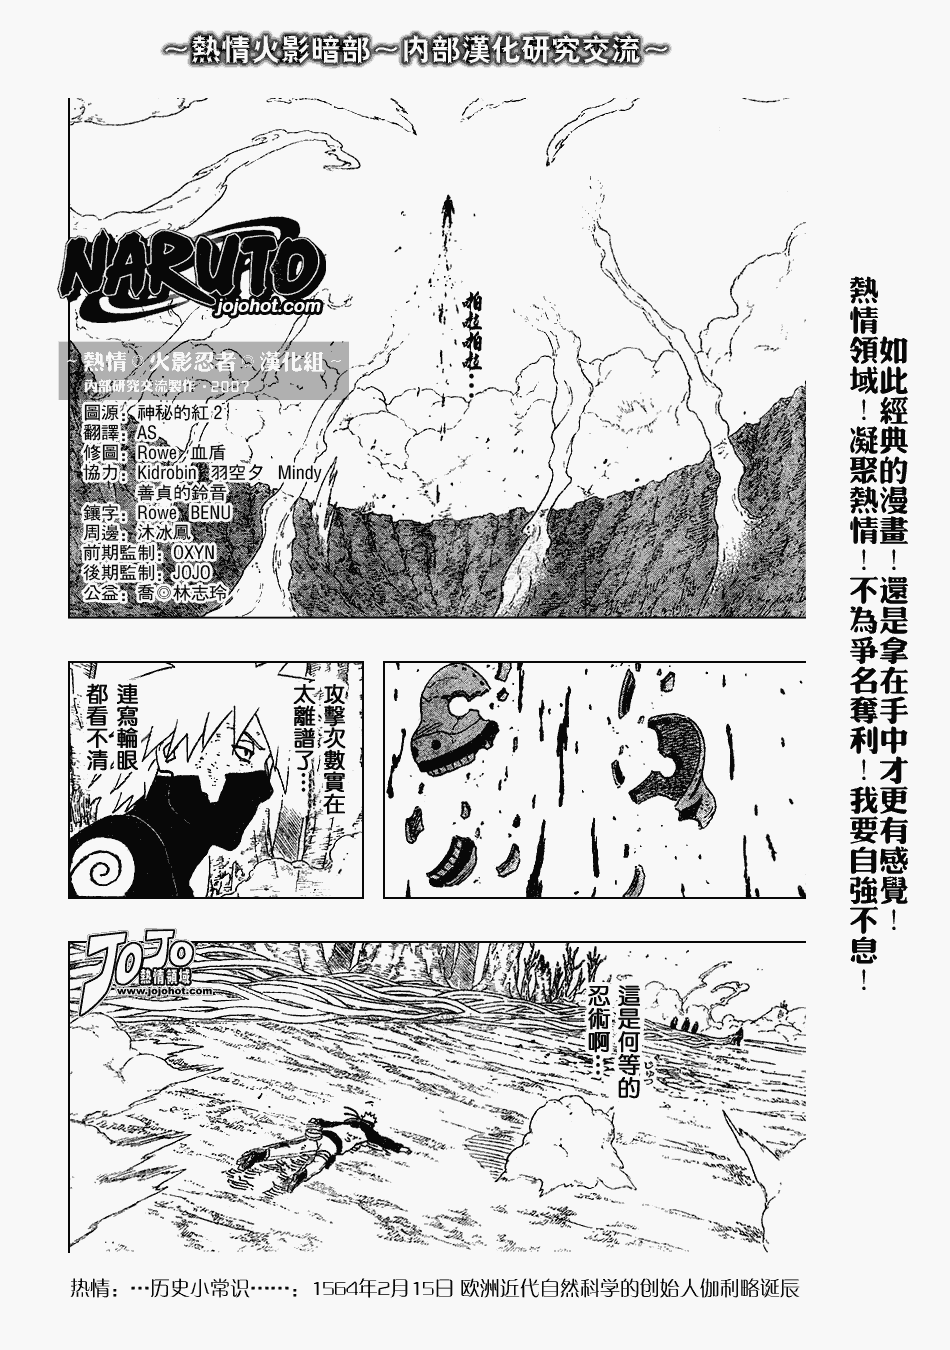 ～熱情火影暗部～内部漢化研究交流～
NARUTO
jojohot.com
啪啦啪啦…
~熱情◎火影忍者◎漢化組~
内部研究交流製作·2007
圖源：神秘的紅2
翻譯：AS
修圖：Rowe 血盾
協力：Kidrobin 羽空夕 Mindy
善貞的鈴音
鑲字：Rowe BENU
周邊：沐冰鳳
前期監制：OXYN
後期監制：JOJO
公益：喬◎林志玲
如此經典的漫畫！還是拿在手中才更有感覺！
熱情領域！凝聚熱情！不為爭名奪利！我要自強不息！
攻擊次數實在
太離譜了…
連寫輪眼
都看不清
JOJO
熱情領域
www.jojohot.com
這是何等的
忍術啊…
じゅつ
热情：…历史小常识……：1564年2月15日 欧洲近代自然科学的创始人伽利略诞辰